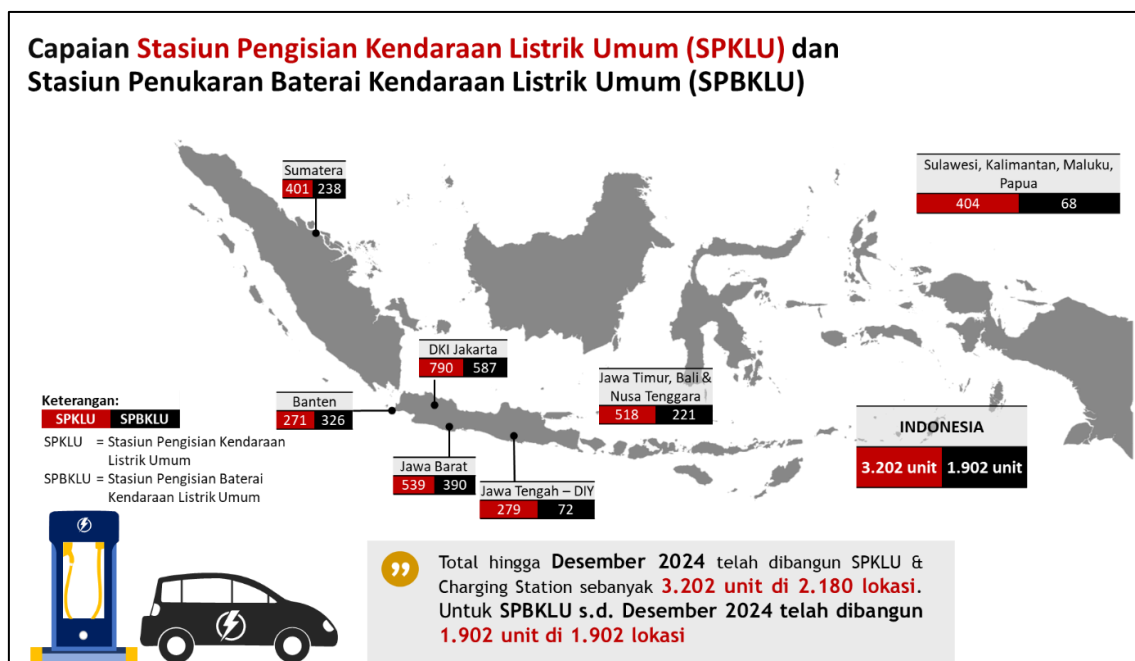 Capaian Stasiun Pengisian Kendaraan Listrik Umum (SPKLU) dan
Stasiun Penukaran Baterai Kendaraan Listrik Umum (SPBKLU)
Sumatera
401 238
Sulawesi, Kalimantan, Maluku,
Papua
404 68
DKI Jakarta
790 587
Jawa Timur, Bali &
Nusa Tenggara
518 221
Banten
271 326
Jawa Barat
539 390
Jawa Tengah – DIY
279 72
INDONESIA
3.202 unit 1.902 unit
Keterangan:
SPKLU SPBKLU
SPKLU = Stasiun Pengisian Kendaraan
Listrik Umum
SPBKLU = Stasiun Pengisian Baterai
Kendaraan Listrik Umum
Total hingga Desember 2024 telah dibangun SPKLU &
Charging Station sebanyak 3.202 unit di 2.180 lokasi.
Untuk SPBKLU s.d. Desember 2024 telah dibangun
1.902 unit di 1.902 lokasi